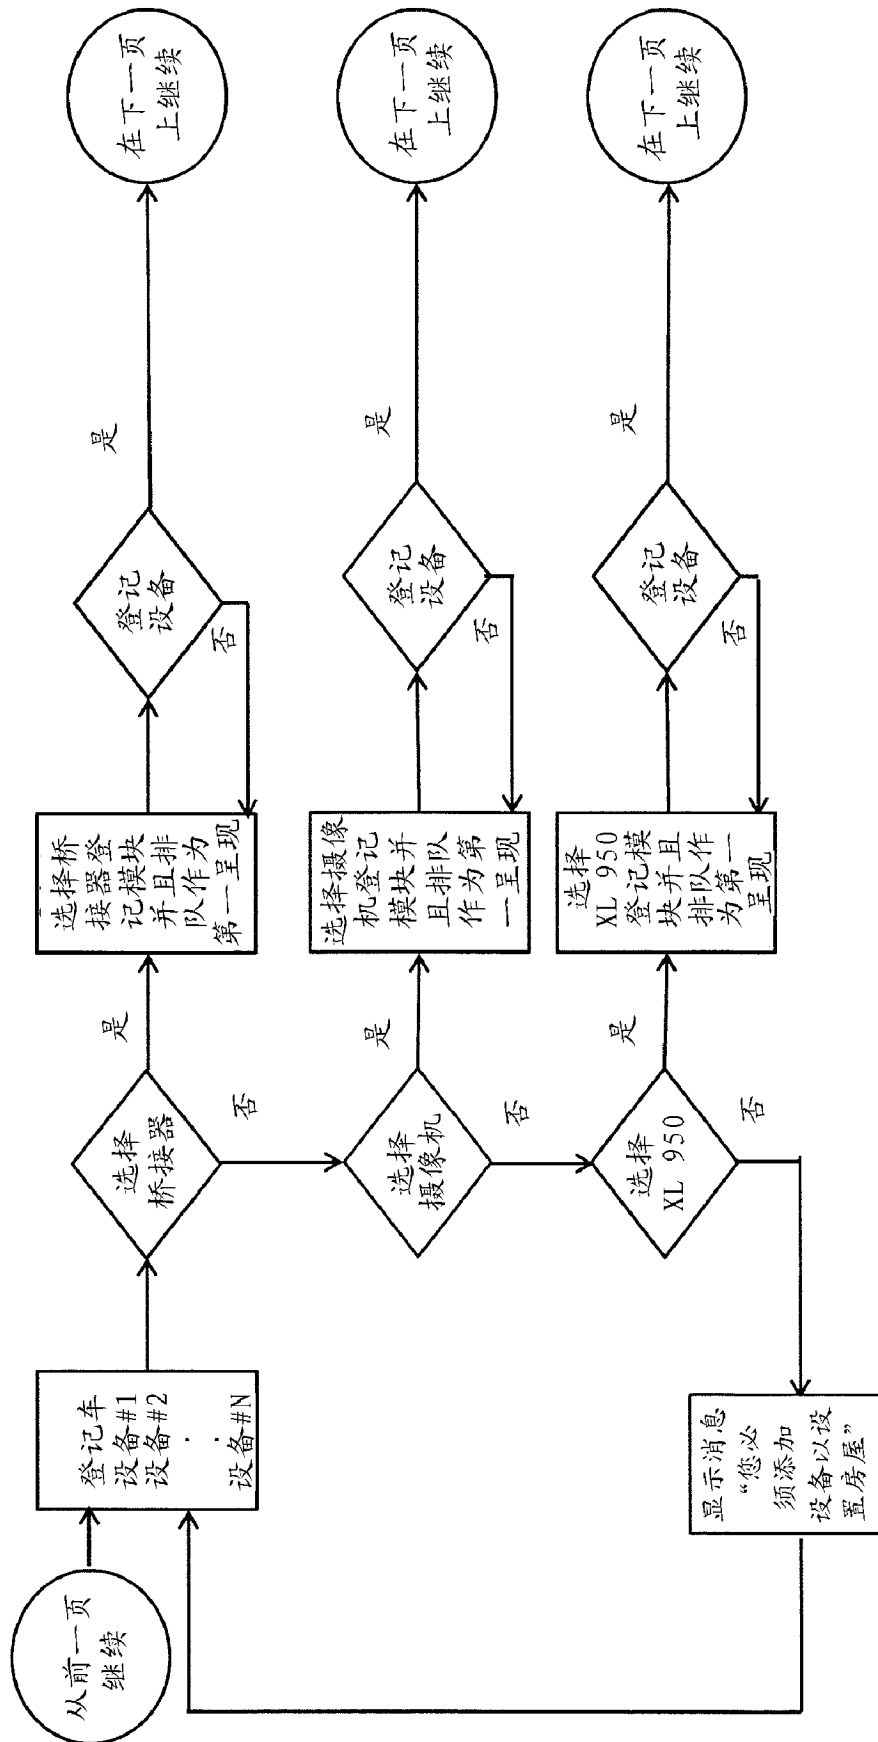 从前一页
继续
登记车
设备#1
设备#2
·
·
设备#N
选择
桥接器
是
否
选择桥
接器登
记模块
并且排
队作为
第一呈现
登记
设备
是
否
在下一页
上继续
选择
摄像机
是
否
选择摄像
机登记
模块并
且排队
作为第
一呈现
登记
设备
是
否
在下一页
上继续
选择
XL 950
是
否
选择
XL 950
登记模
块并且
排队作
为第一
呈现
登记
设备
是
否
在下一页
上继续
显示消息
“您必
须添加
设备以设
置房屋”